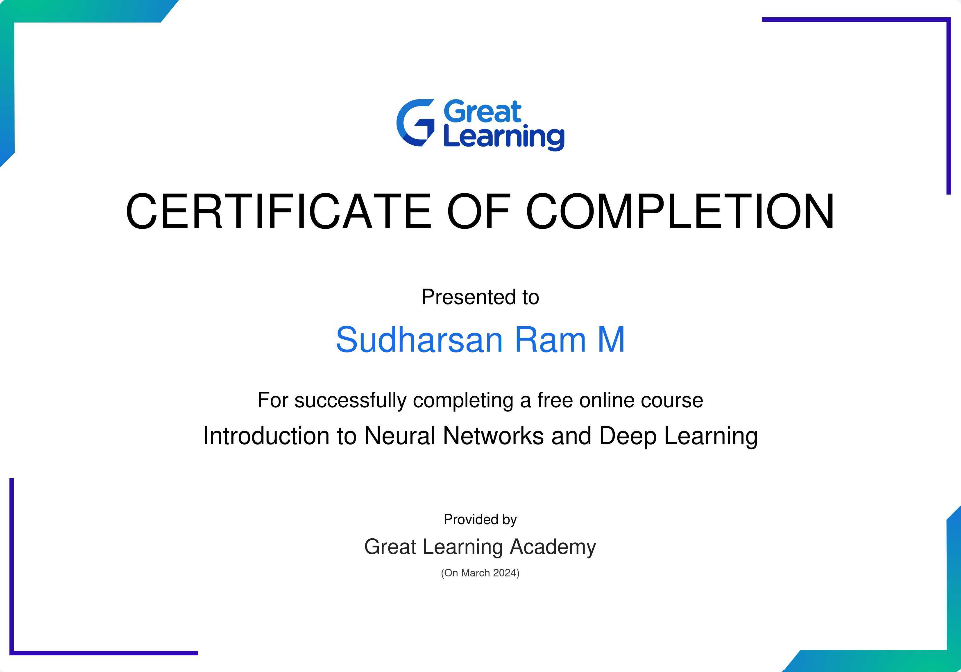 Great
Learning
CERTIFICATE OF COMPLETION
Presented to
Sudharsan Ram M
For successfully completing a free online course
Introduction to Neural Networks and Deep Learning
Provided by
Great Learning Academy
(On March 2024)